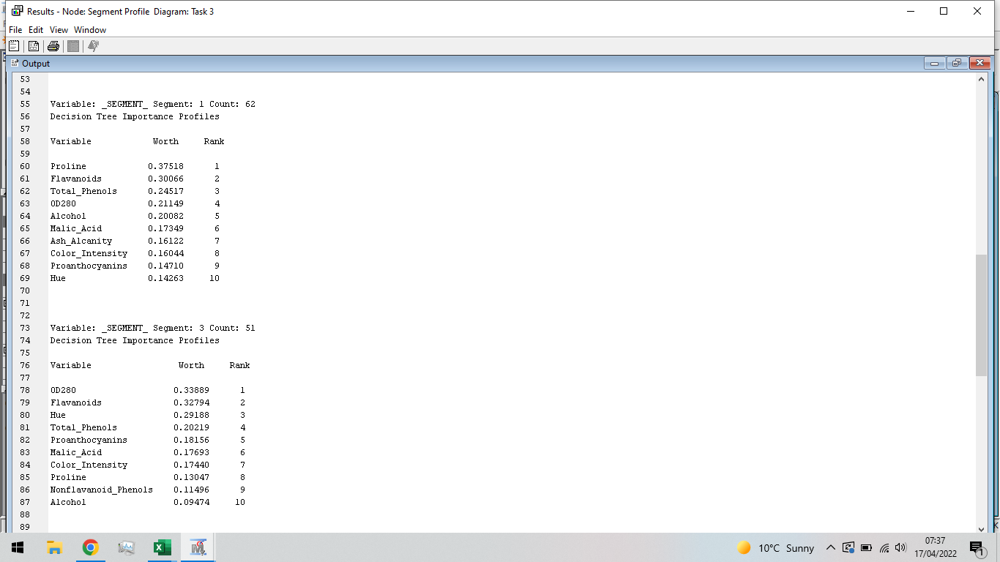 Results - Node: Segment Profile Diagram: Task 3
File Edit View Window
Output
53
54
55 Variable: _SEGMENT_ Segment: 1 Count: 62
56 Decision Tree Importance Profiles
57
58 Variable Worth Rank
59
60 Proline 0.37518 1
61 Flavanoids 0.30066 2
62 Total_Phenols 0.24517 3
63 OD280 0.21149 4
64 Alcohol 0.20082 5
65 Malic_Acid 0.17349 6
66 Ash_Alcanity 0.16122 7
67 Color_Intensity 0.16044 8
68 Proanthocyanins 0.14710 9
69 Hue 0.14263 10
70
71
72
73 Variable: _SEGMENT_ Segment: 3 Count: 51
74 Decision Tree Importance Profiles
75
76 Variable Worth Rank
77
78 OD280 0.33889 1
79 Flavanoids 0.32794 2
80 Hue 0.29188 3
81 Total_Phenols 0.20219 4
82 Proanthocyanins 0.18156 5
83 Malic_Acid 0.17693 6
84 Color_Intensity 0.17440 7
85 Proline 0.13047 8
86 Nonflavanoid_Phenols 0.11496 9
87 Alcohol 0.09474 10
88
89
10°C Sunny
07:37
17/04/2022
1